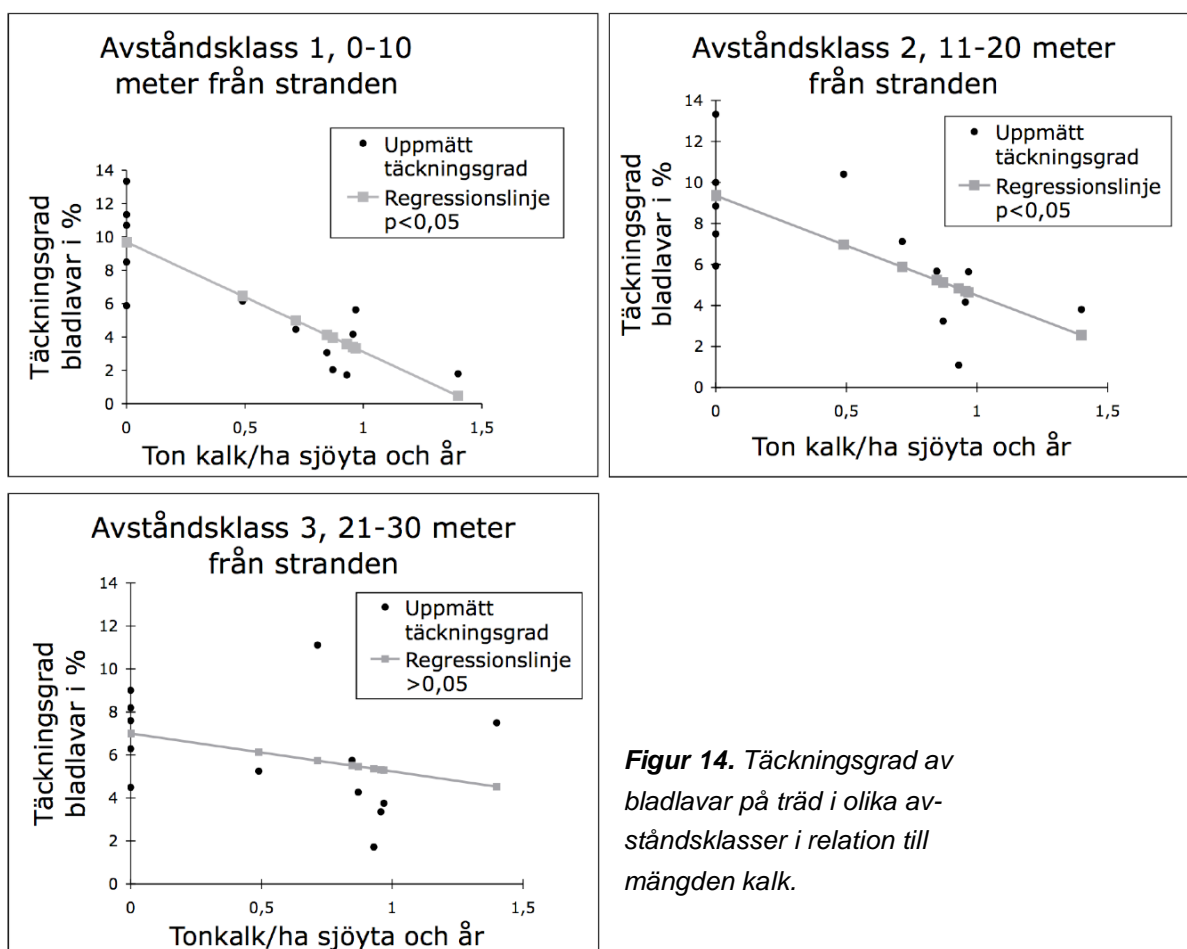 Avståndsklass 1, 0-10
meter från stranden
Uppmätt
täckningsgrad
Regressionslinje
p<0,05
Täckningsgrad
bladlavar i %
14
12
10
8
6
4
2
0
0
0,5
1
1,5
Ton kalk/ha sjöyta och år
Avståndsklass 2, 11-20 meter
från stranden
Uppmätt
täckningsgrad
Regressionslinje
p<0,05
Täckningsgrad
bladlavar i %
14
12
10
8
6
4
2
0
0
0,5
1
1,5
Ton kalk/ha sjöyta och år
Avståndsklass 3, 21-30 meter
från stranden
Uppmätt
täckningsgrad
Regressionslinje
>0,05
Täckningsgrad
bladlavar i %
14
12
10
8
6
4
2
0
0
0,5
1
1,5
Tonkalk/ha sjöyta och år
Figur 14. Täckningsgrad av
bladlavar på träd i olika av-
ståndsklasser i relation till
mängden kalk.